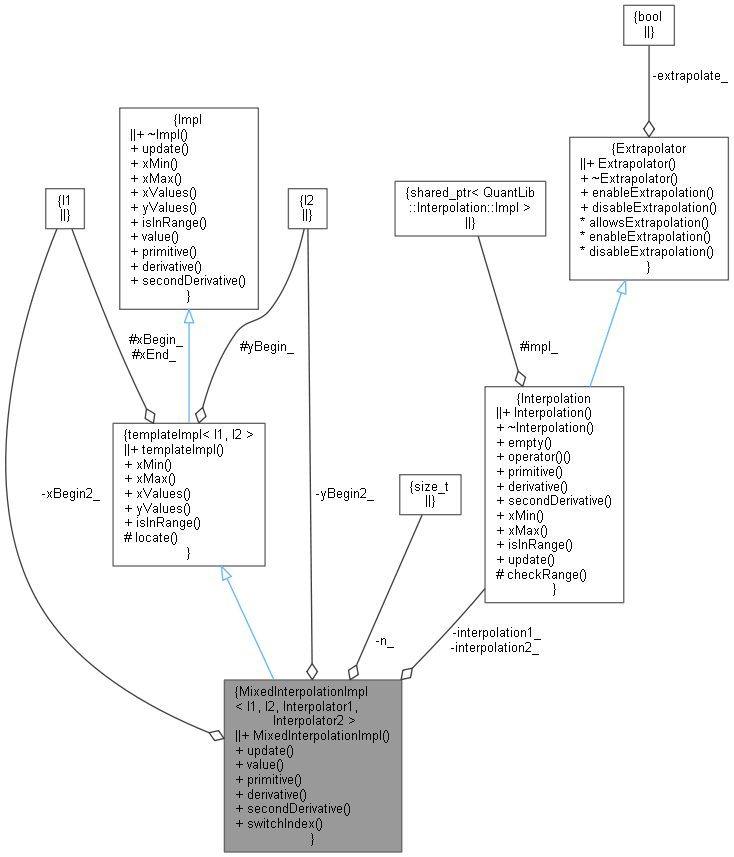 {bool
||}
-extrapolate_
{Impl
||+ ~Impl()
+ update()
+ xMin()
+ xMax()
+ xValues()
+ yValues()
+ isInRange()
+ value()
+ primitive()
+ derivative()
+ secondDerivative()
}
{Extrapolator
||+ Extrapolator()
+ ~Extrapolator()
+ enableExtrapolation()
+ disableExtrapolation()
* allowsExtrapolation()
* enableExtrapolation()
* disableExtrapolation()
}
{I1
||}
{I2
||}
{shared_ptr< QuantLib
::Interpolation::Impl >
||}
#xBegin_
#xEnd_
#yBegin_
#impl_
{templateImpl< I1, I2 >
||+ templateImpl()
+ xMin()
+ xMax()
+ xValues()
+ yValues()
+ isInRange()
# locate()
}
{Interpolation
||+ Interpolation()
+ ~Interpolation()
+ empty()
+ operator()()
+ primitive()
+ derivative()
+ secondDerivative()
+ xMin()
+ xMax()
+ isInRange()
+ update()
# checkRange()
}
-xBegin2_
-yBegin2_
{size_t
||}
-n_
-interpolation1_
-interpolation2_
{MixedInterpolationImpl
< I1, I2, Interpolator1,
Interpolator2 >
||+ MixedInterpolationImpl()
+ update()
+ value()
+ primitive()
+ derivative()
+ secondDerivative()
+ switchIndex()
}